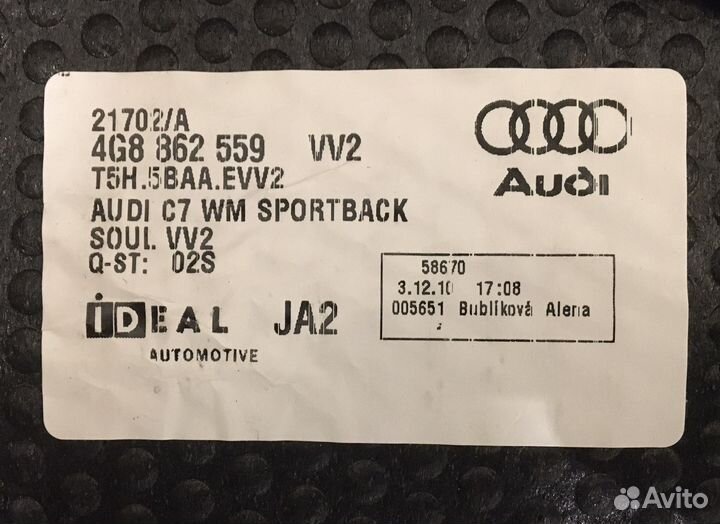 21702/A
4G8 862 559 VV2
T5H.5BAA.EVV2
AUDI C7 WM SPORTBACK
SOUL VV2
Q-ST: 02S
iDEAL JA2
AUTOMOTIVE
Audi
58670
3.12.10 17:08
005651 Bublíková Alena
Avito